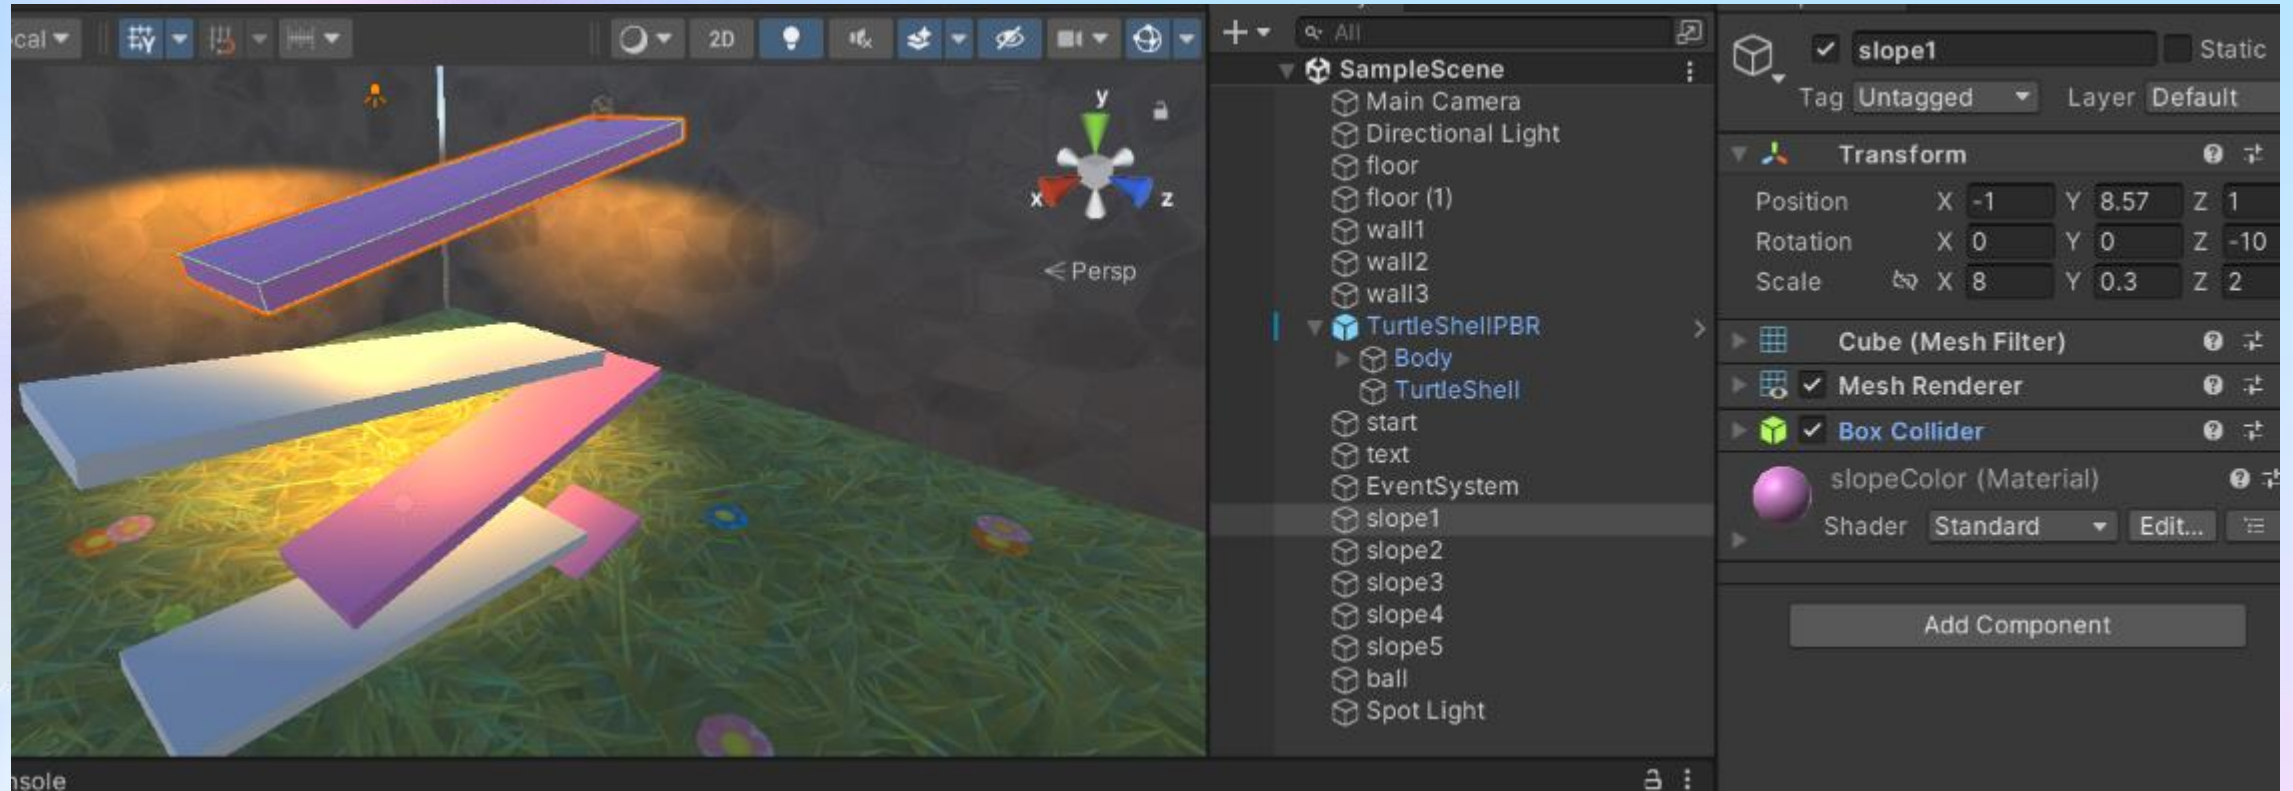 cal
2D
y
x
z
Persp
nsole
All
SampleScene
Main Camera
Directional Light
floor
floor (1)
wall1
wall2
wall3
TurtleShellPBR
Body
TurtleShell
start
text
EventSystem
slope1
slope2
slope3
slope4
slope5
ball
Spot Light
slope1 Static
Tag Untagged Layer Default
Transform
Position X -1 Y 8.57 Z 1
Rotation X 0 Y 0 Z -10
Scale X 8 Y 0.3 Z 2
Cube (Mesh Filter)
Mesh Renderer
Box Collider
slopeColor (Material)
Shader Standard Edit...
Add Component